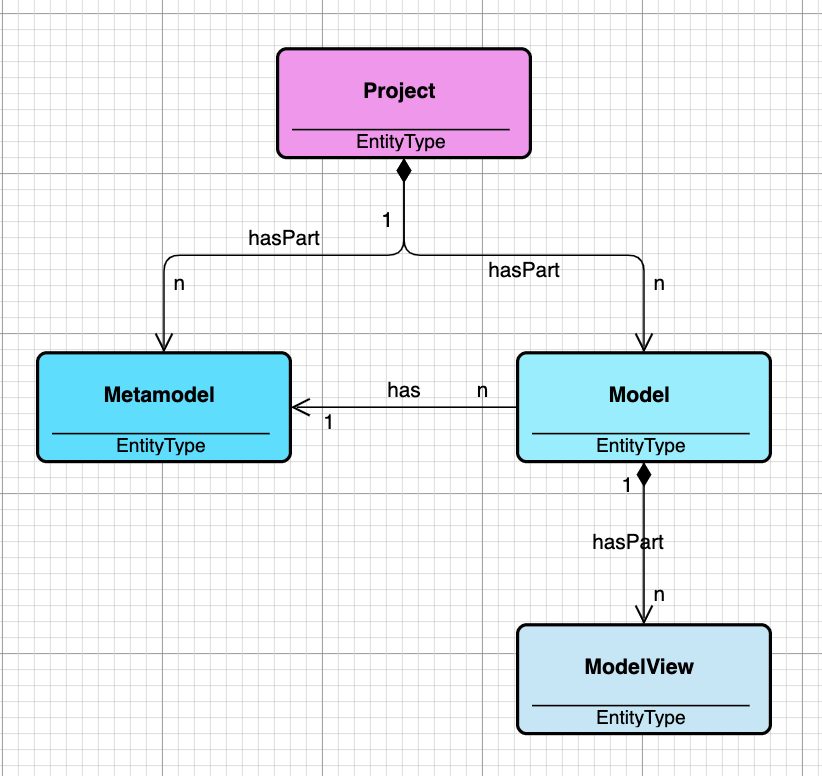 Project
EntityType
1
hasPart
hasPart
n
n
Metamodel
EntityType
has
n
1
Model
EntityType
1
hasPart
n
ModelView
EntityType